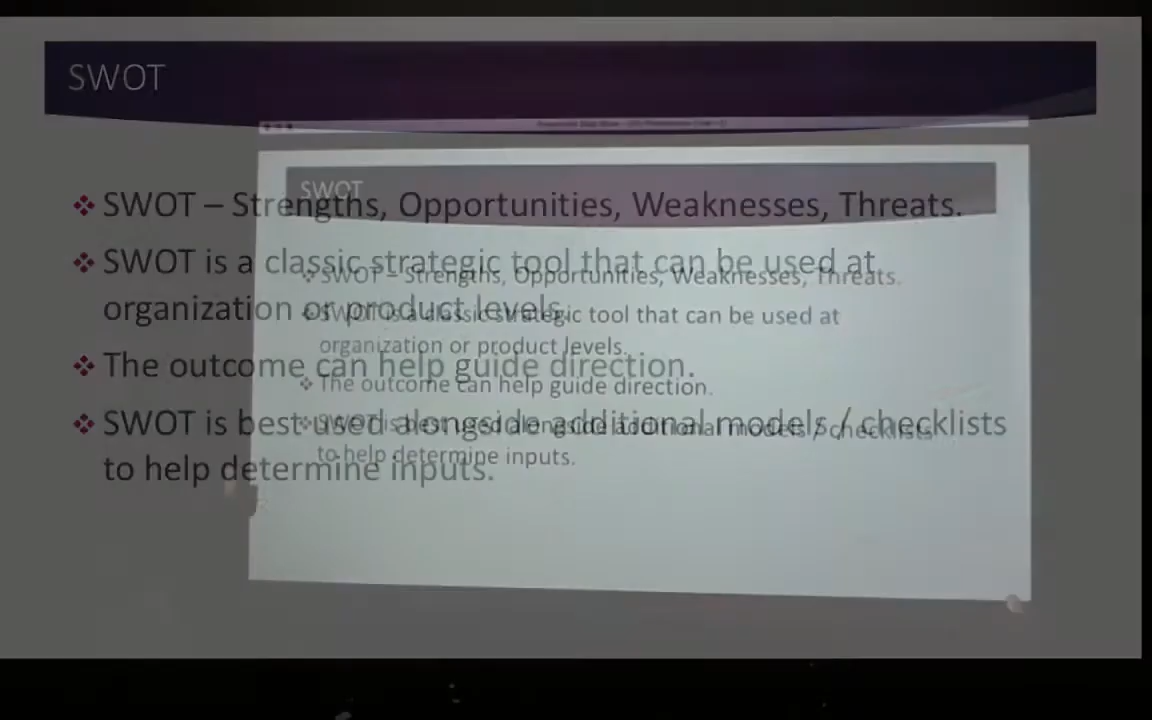 SWOT
SWOT – Strengths, Opportunities, Weaknesses, Threats.
SWOT is a classic strategic tool that can be used at
organization or product levels.
The outcome can help guide direction.
SWOT is best used alongside additional models / checklists
to help determine inputs.
SWOT
SWOT – Strengths, Opportunities, Weaknesses, Threats.
SWOT is a classic strategic tool that can be used at
organization or product levels.
The outcome can help guide direction.
SWOT is best used alongside additional models / checklists
to help determine inputs.